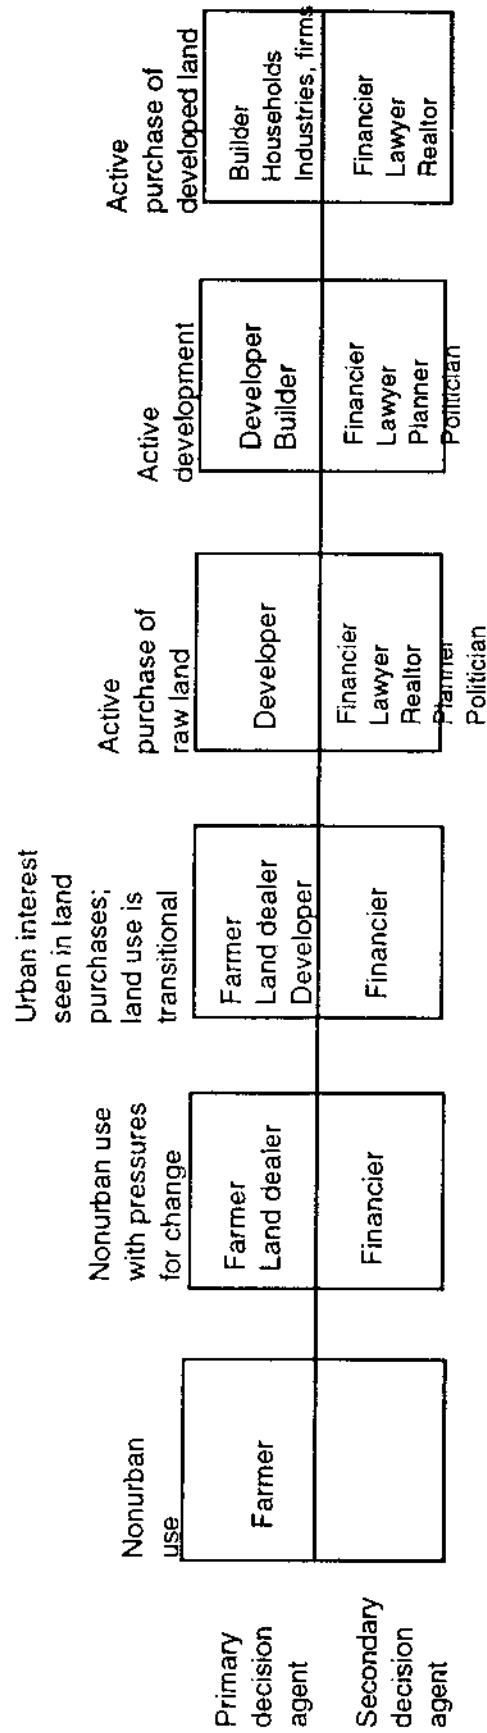 Primary
decision
agent
Secondary
decision
agent
Nonurban
use
Farmer
Nonurban use
with pressures
for change
Farmer
Land dealer
Financier
Urban interest
seen in land
purchases;
land use is
transitional
Farmer
Land dealer
Developer
Financier
Active
purchase of
raw land
Developer
Financier
Lawyer
Realtor
Planner
Politician
Active
development
Developer
Builder
Financier
Lawyer
Planner
Politician
Active
purchase of
developed land
Builder
Households
Industries, firms
Financier
Lawyer
Realtor